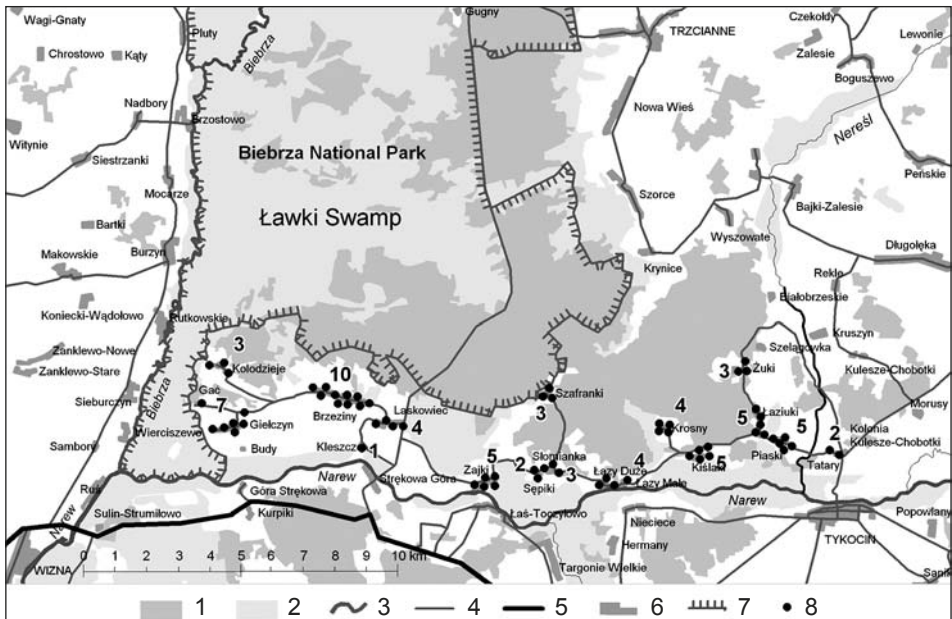 Wagi-Gnaty
Pluty
Gugny
TRZCIANNE
Czekołdy
Lewonie
Chrostowo
Kąty
Biebrza
Zalesie
Boguszewo
Nadbory
Brzostowo
Nowa Wieś
Witynie
Siestrzanki
Biebrza National Park
Nereśl
Peńskie
Mocarze
Szorce
Bajki-Zalesie
Ławki Swamp
Bartki
Burzyn
Wyszowate
Makowskie
Długołęka
Krynice
Rekle
Białobrzeskie
Koniecki-Wądołowo
Rutkowskie
Kruszyn
Zanklewo-Nowe
3
Szelągówka
Zanklewo-Stare
Kolodzieje
10
Szafranki
3
Żuki
Kulesze-Chobotki
Biebrza
Gać
Sieburczyn
7
3
Morusy
Brzeziny
Laskowiec
4
5
Łaziuki
Wierciszewo
Giełczyn
4
Krosny
5
Kolonia
Kulesze-Chobotki
Sambory
Budy
Kleszcze
1
2
Piaski
Tatary
5
2
Słomianka
4
Kiślaki
5
Narew
Strękowa Góra
Zajki
3
Łazy Duże
Sępiki
Łazy Małe
Ruś
Góra Strękowa
Narew
Popowlany
Sulin-Strumiłowo
Kurpiki
Łaś-Toczyłowo
Nieciece
TYKOCIN
Narew
Hermany
WIZNA
0 1 2 3 4 5 6 7 8 9 10 km
Targonie Wielkie
1 2 3 4 5 6 7 8